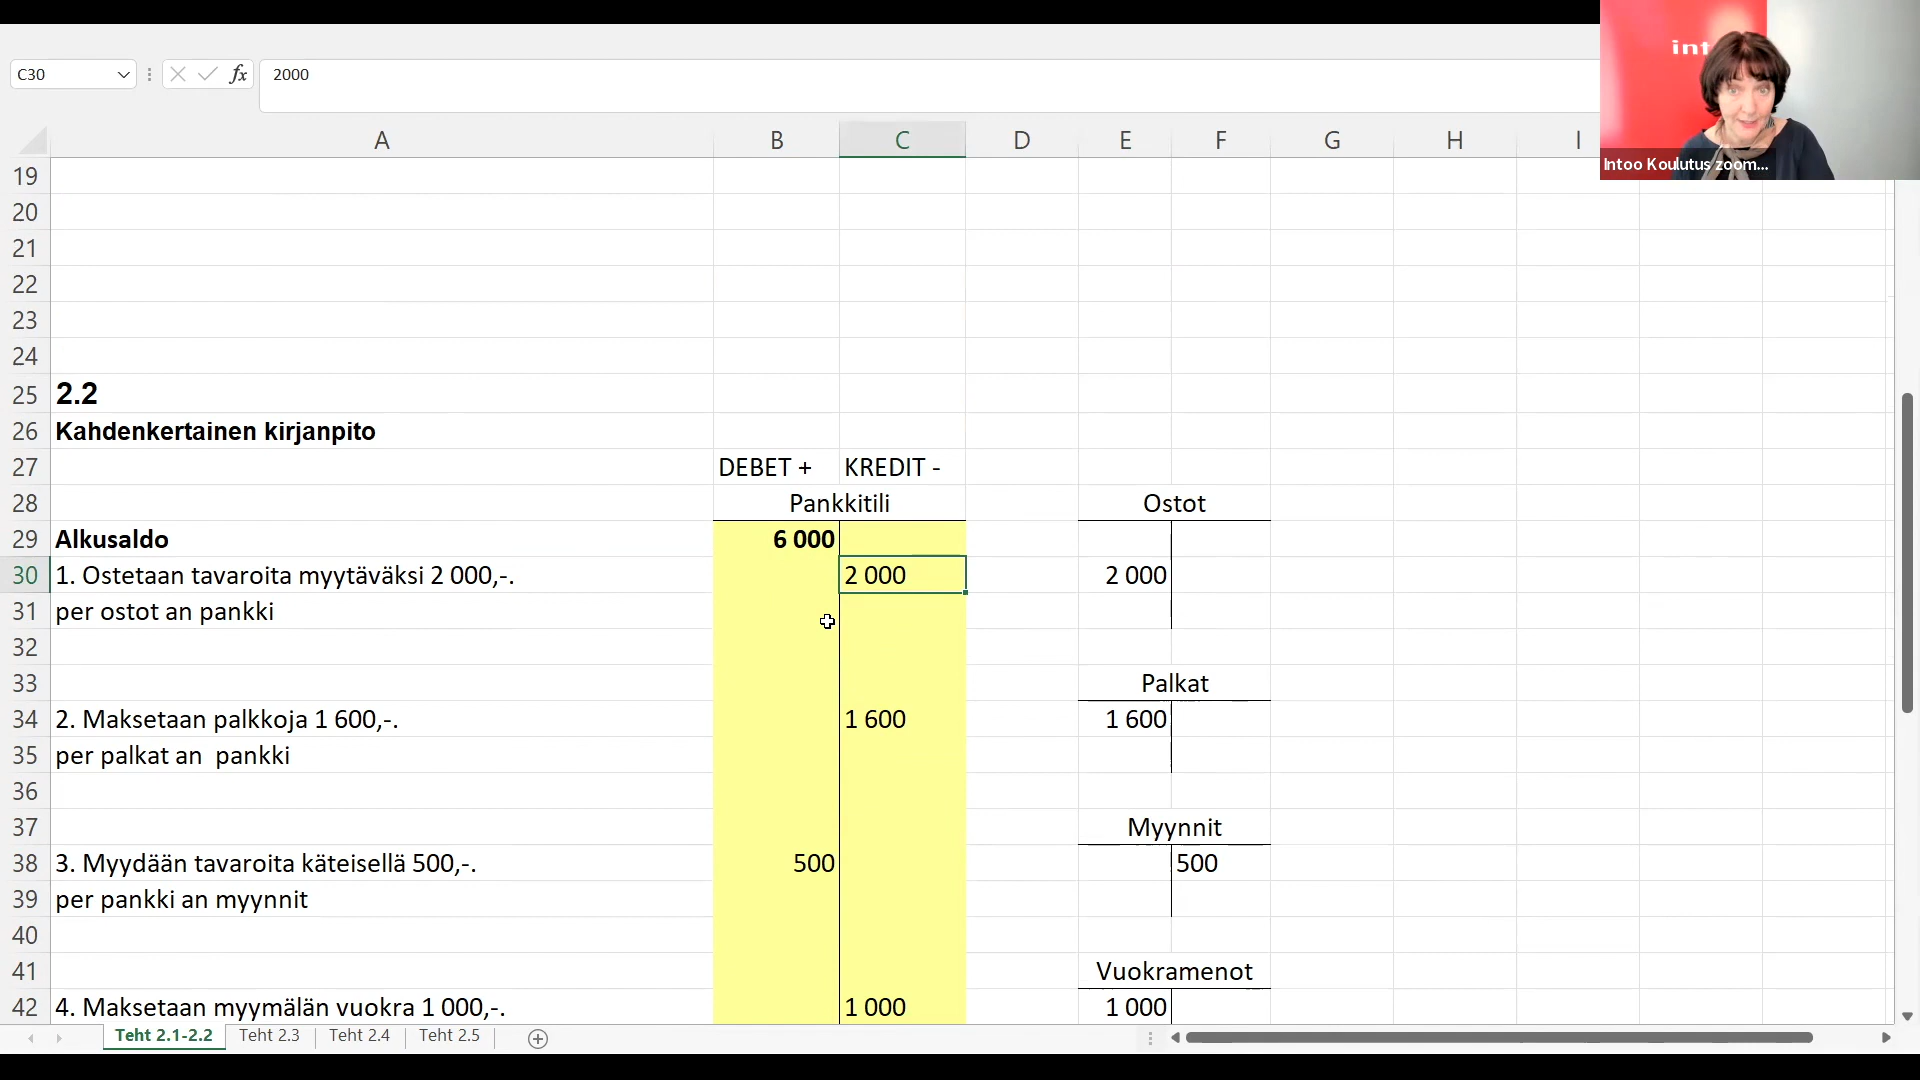 C30
fx
2000
int
Intoo Koulutus zoom...
A B C D E F G H I
19
20
21
22
23
24
25 2.2
26 Kahdenkertainen kirjanpito
27 DEBET + KREDIT -
28 Pankkitili Ostot
29 Alkusaldo 6 000
30 1. Ostetaan tavaroita myytäväksi 2 000,-. 2 000 2 000
31 per ostot an pankki
32
33 Palkat
34 2. Maksetaan palkkoja 1 600,-. 1 600 1 600
35 per palkat an  pankki
36
37 Myynnit
38 3. Myydään tavaroita käteisellä 500,-. 500 500
39 per pankki an myynnit
40
41 Vuokramenot
42 4. Maksetaan myymälän vuokra 1 000,-. 1 000 1 000
Teht 2.1-2.2 Teht 2.3 Teht 2.4 Teht 2.5